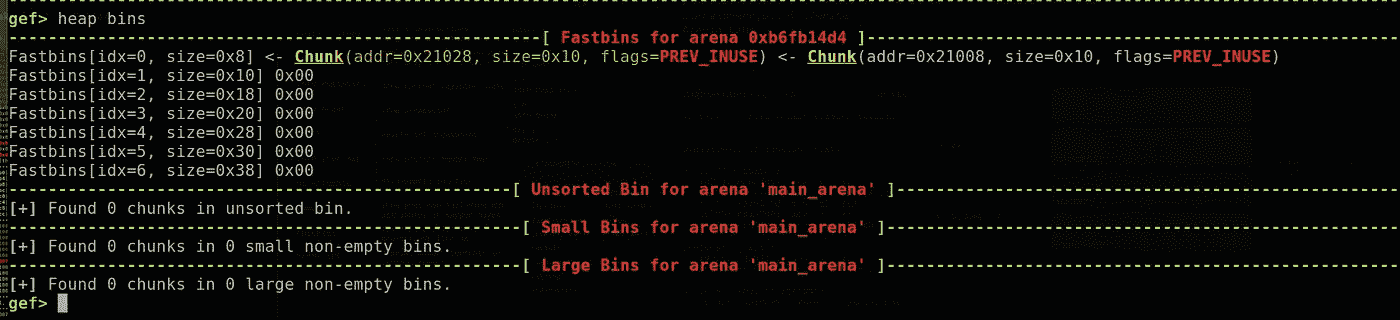 gef> heap bins
[ Fastbins for arena 0xb6fb14d4 ]
Fastbins[idx=0, size=0x8] <- Chunk(addr=0x21028, size=0x10, flags=PREV_INUSE) <- Chunk(addr=0x21008, size=0x10, flags=PREV_INUSE)
Fastbins[idx=1, size=0x10] 0x00
Fastbins[idx=2, size=0x18] 0x00
Fastbins[idx=3, size=0x20] 0x00
Fastbins[idx=4, size=0x28] 0x00
Fastbins[idx=5, size=0x30] 0x00
Fastbins[idx=6, size=0x38] 0x00
[ Unsorted Bin for arena 'main_arena' ]
[+] Found 0 chunks in unsorted bin.
[ Small Bins for arena 'main_arena' ]
[+] Found 0 chunks in 0 small non-empty bins.
[ Large Bins for arena 'main_arena' ]
[+] Found 0 chunks in 0 large non-empty bins.
gef>